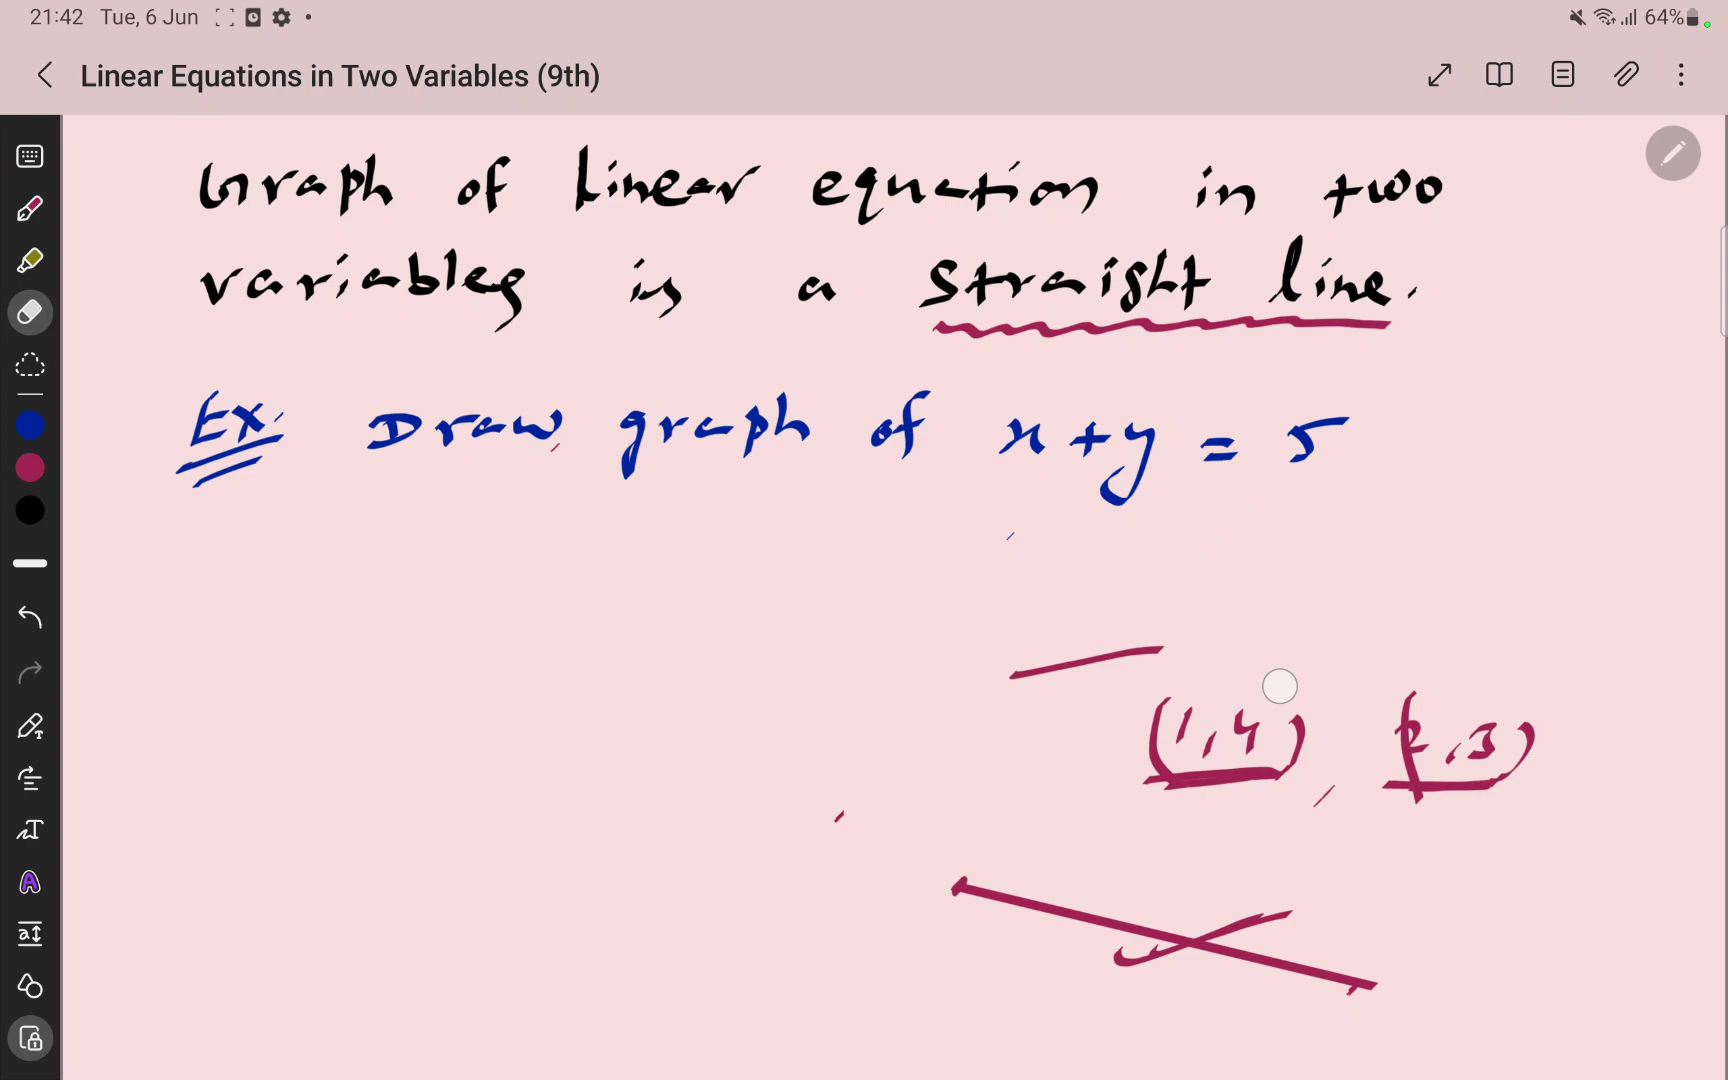 21:42 Tue, 6 Jun 64%
Linear Equations in Two Variables (9th)
Graph of Linear equation in two
variables is a straight line.
Ex: Draw graph of x+y = 5
(1,4), (2,3)